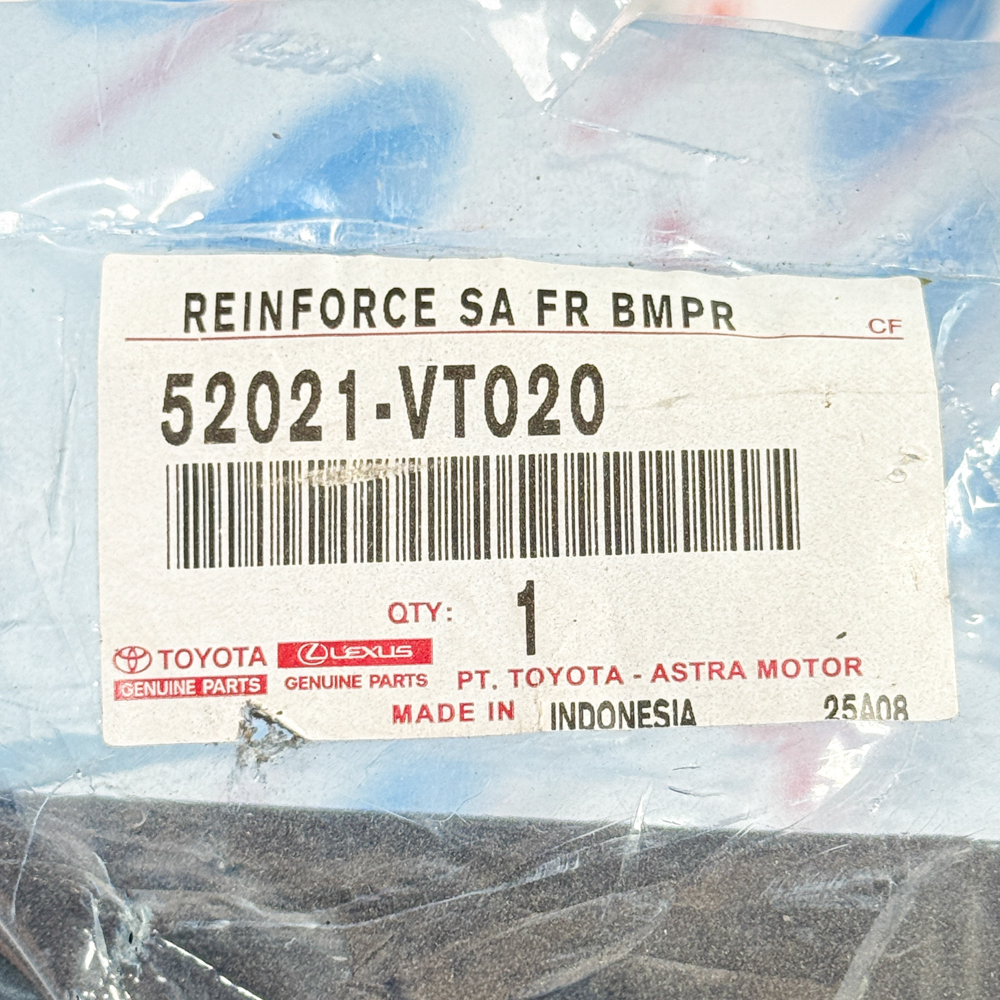 REINFORCE SA FR BMPR
CF
52021-VT020
QTY: 1
TOYOTA
GENUINE PARTS
LEXUS
GENUINE PARTS
PT. TOYOTA - ASTRA MOTOR
MADE IN INDONESIA
25A08